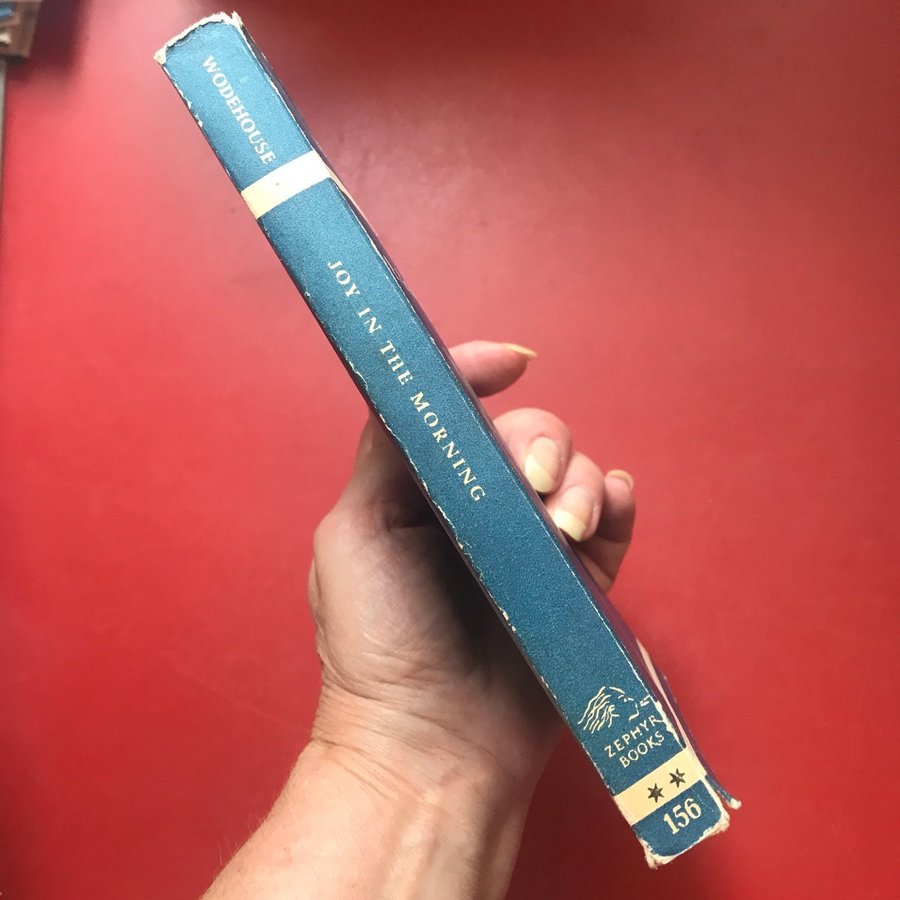 WODEHOUSE
JOY IN THE MORNING
ZEPHYR
BOOKS
156